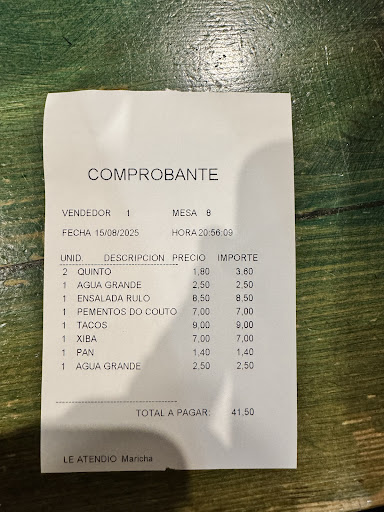 COMPROBANTE
VENDEDOR 1 MESA 8
FECHA 15/08/2025 HORA 20:56:09
UNID. DESCRIPCION PRECIO IMPORTE
2 QUINTO 1,80 3.60
1 AGUA GRANDE 2,50 2,50
1 ENSALADA RULO 8,50 8,50
1 PEMENTOS DO COUTO 7,00 7,00
1 TACOS 9,00 9,00
1 XIBA 7,00 7,00
1 PAN 1,40 1,40
1 AGUA GRANDE 2,50 2,50
TOTAL A PAGAR: 41.50
LE ATENDIO Maricha